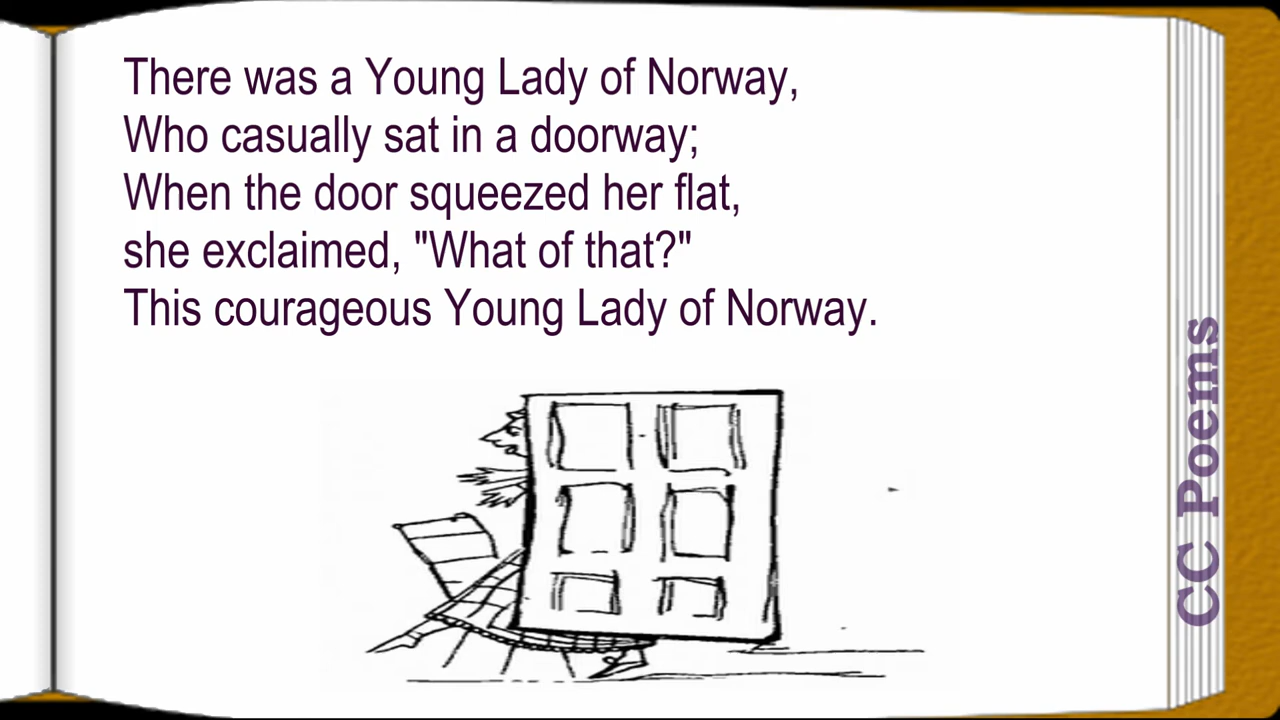 There was a Young Lady of Norway,
Who casually sat in a doorway;
When the door squeezed her flat,
she exclaimed, "What of that?"
This courageous Young Lady of Norway.
CC Poems